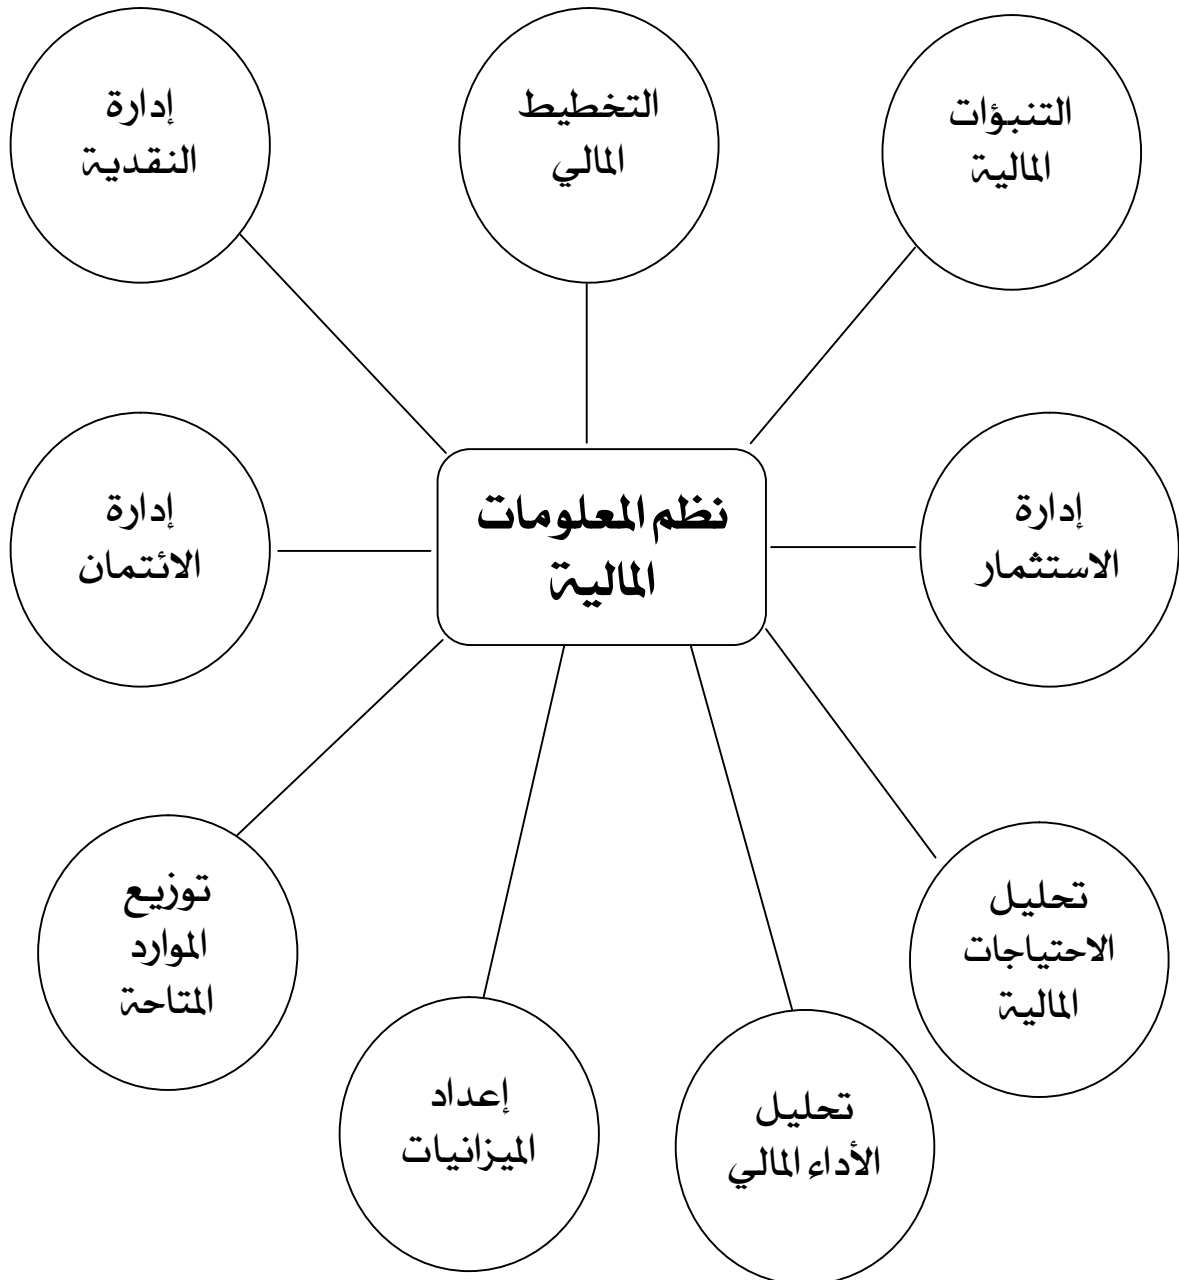 التنبؤات
المالية
التخطيط
المالي
إدارة
النقدية
إدارة
الاستثمار
نظم المعلومات
المالية
إدارة
الائتمان
تحليل
الاحتياجات
المالية
توزيع
الموارد
المتاحة
تحليل
الأداء المالي
إعداد
الميزانيات